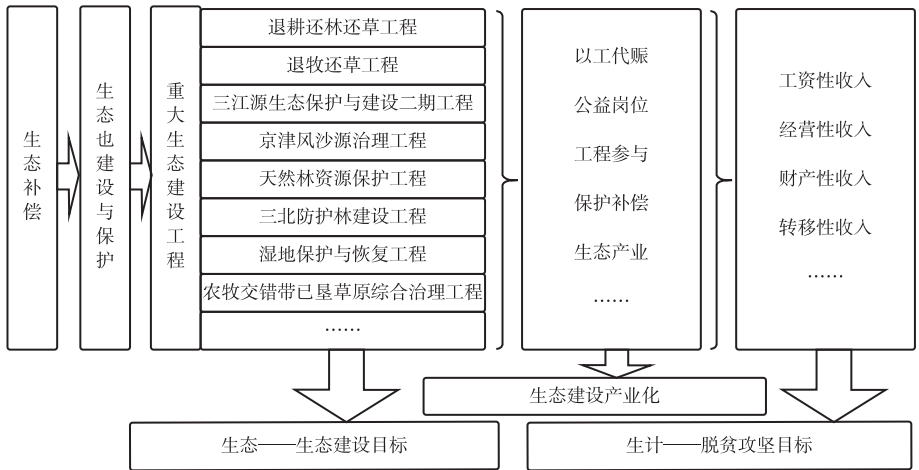 生态补偿
生态也建设与保护
重大生态建设工程
退耕还林还草工程
退牧还草工程
三江源生态保护与建设二期工程
京津风沙源治理工程
天然林资源保护工程
三北防护林建设工程
湿地保护与恢复工程
农牧交错带已垦草原综合治理工程
……
以工代赈
公益岗位
工程参与
保护补偿
生态产业
……
工资性收入
经营性收入
财产性收入
转移性收入
……
生态建设产业化
生态——生态建设目标
生计——脱贫攻坚目标